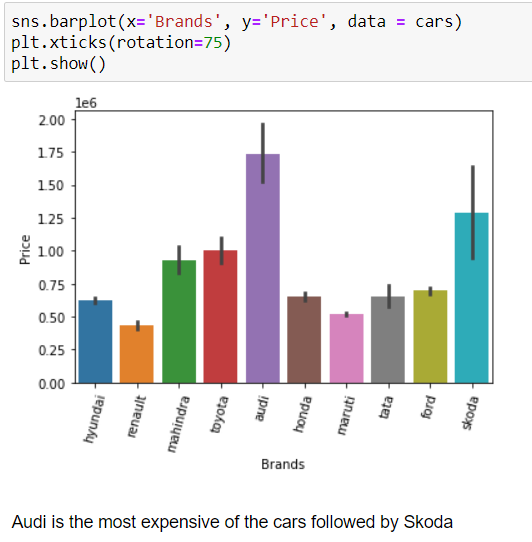 sns.barplot(x='Brands', y='Price', data = cars)
plt.xticks(rotation=75)
plt.show()
1e6
2.00
1.75
1.50
1.25
1.00
0.75
0.50
0.25
0.00
Price
hyundai
renault
mahindra
toyota
audi
honda
maruti
tata
ford
skoda
Brands
Audi is the most expensive of the cars followed by Skoda